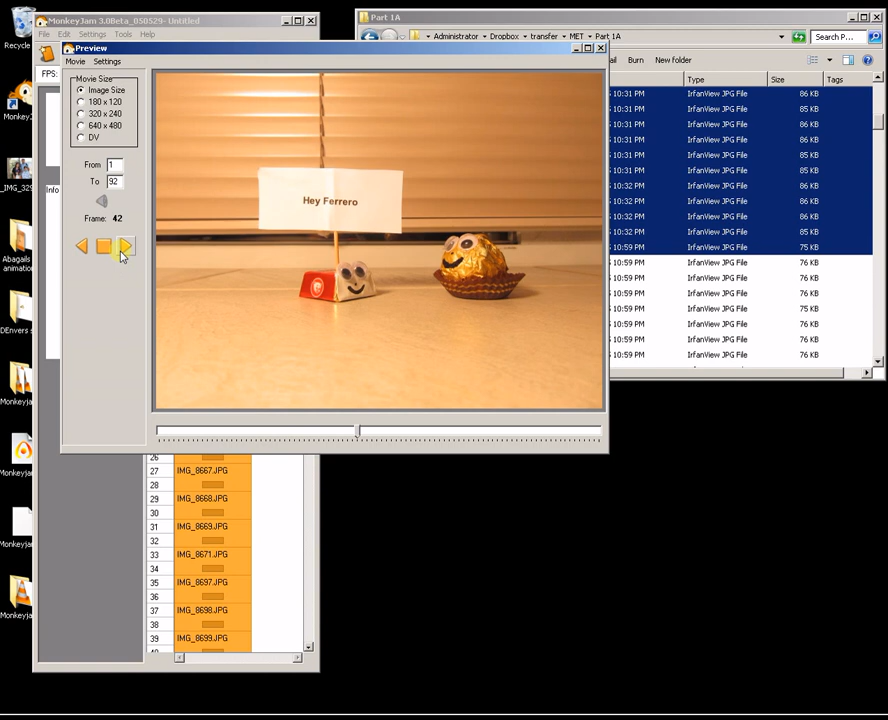 Recycle
MonkeyJam 3.0Beta_050529- Untitled
File
Edit
Settings
Tools
Help
FPS:
Info
Preview
Movie
Settings
Movie Size
Image Size
180 x 120
320 x 240
640 x 480
DV
From 1
To 92
Frame: 42
Hey Ferrero
Part 1A
Administrator
Dropbox
transfer
MET
Part 1A
Search P...
Burn
New folder
Type
Size
Tags
10:31 PM IrfanView JPG File 86 KB
10:31 PM IrfanView JPG File 85 KB
10:31 PM IrfanView JPG File 86 KB
10:31 PM IrfanView JPG File 86 KB
10:31 PM IrfanView JPG File 85 KB
10:31 PM IrfanView JPG File 85 KB
10:32 PM IrfanView JPG File 86 KB
10:32 PM IrfanView JPG File 86 KB
10:32 PM IrfanView JPG File 86 KB
10:32 PM IrfanView JPG File 85 KB
10:59 PM IrfanView JPG File 75 KB
10:59 PM IrfanView JPG File 76 KB
10:59 PM IrfanView JPG File 76 KB
10:59 PM IrfanView JPG File 76 KB
10:59 PM IrfanView JPG File 75 KB
10:59 PM IrfanView JPG File 76 KB
10:59 PM IrfanView JPG File 76 KB
10:59 PM IrfanView JPG File 76 KB
_IMG_329
Abagails
animation
DEnvers s
26
27 IMG_8667.JPG
28
29 IMG_8668.JPG
30
31 IMG_8669.JPG
32
33 IMG_8671.JPG
34
35 IMG_8697.JPG
36
37 IMG_8698.JPG
38
39 IMG_8699.JPG